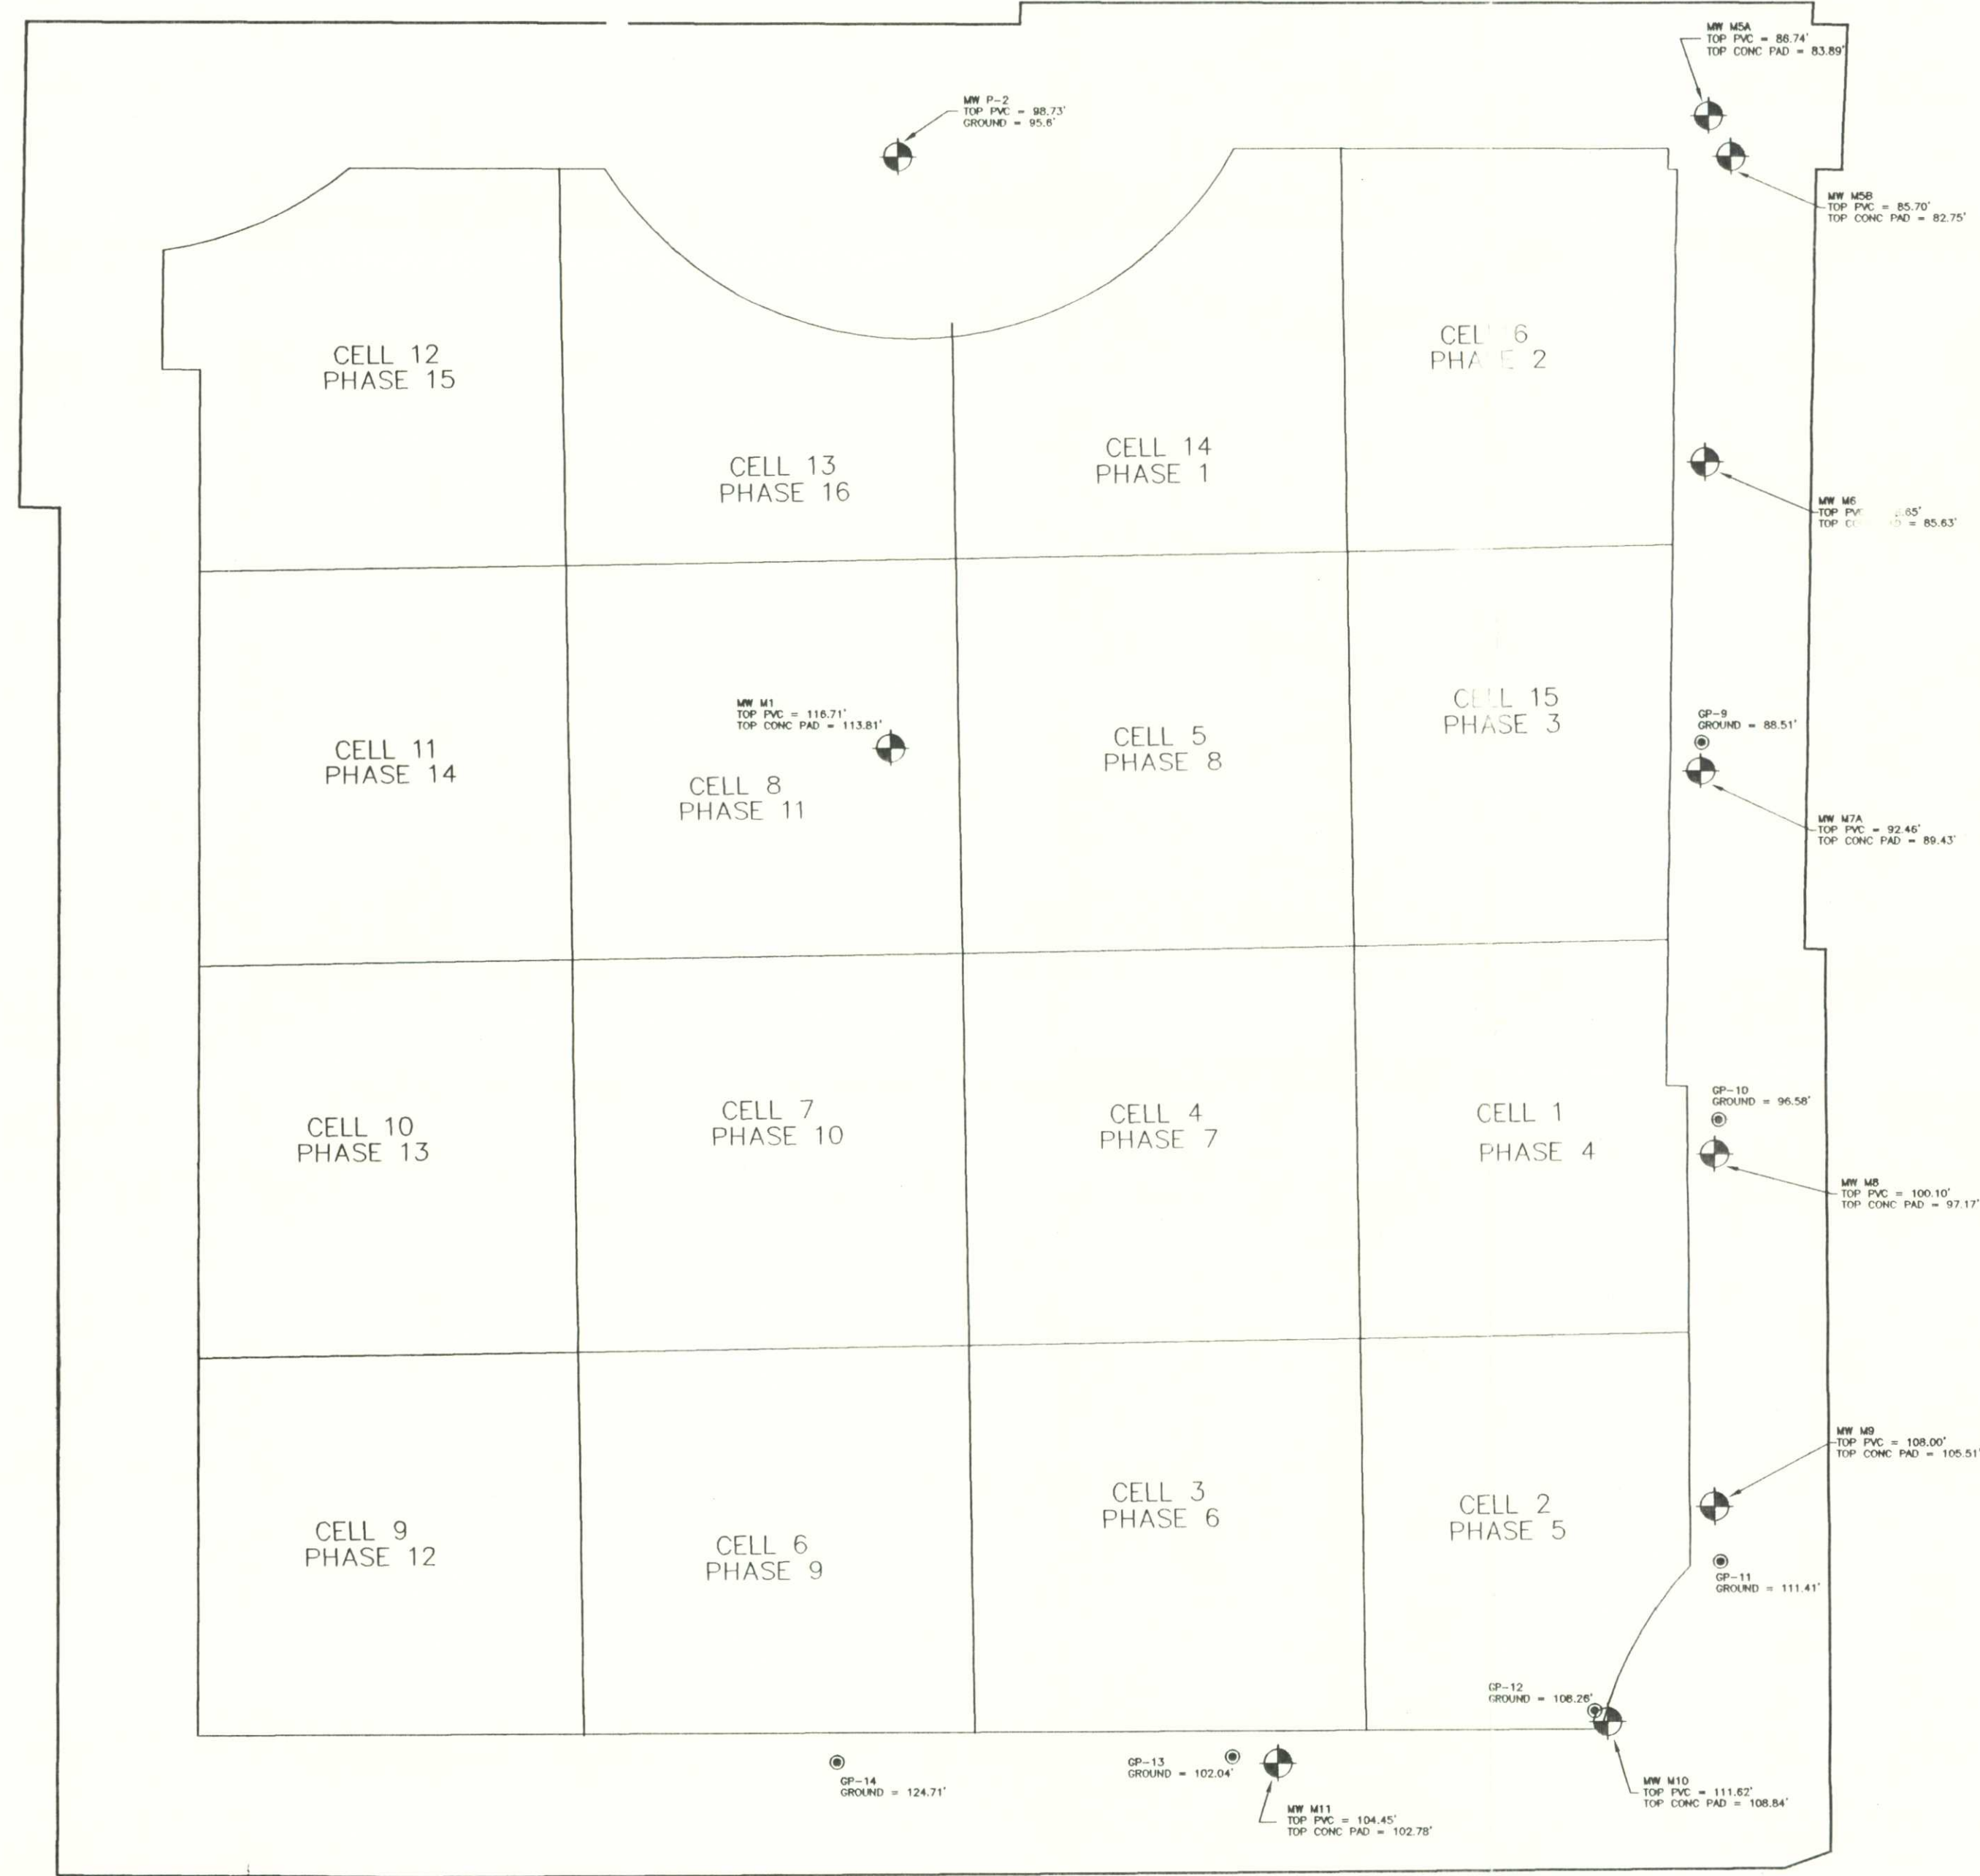 MW M5A
TOP PVC = 86.74'
TOP CONC PAD = 83.89'
MW P-2
TOP PVC = 98.73'
GROUND = 95.6'
MW M5B
TOP PVC = 85.70'
TOP CONC PAD = 82.75'
CELL 12
PHASE 15
CELL 13
PHASE 16
CELL 14
PHASE 1
6
2
MW M6
TOP
TOP = 85.63'
CELL 11
PHASE 14
MW M1
TOP PVC = 116.71'
TOP CONC PAD = 113.81'
CELL 8
PHASE 11
CELL 5
PHASE 8
CELL 15
PHASE 3
GP-9
GROUND = 88.51'
MW M7A
TOP PVC = 92.46'
TOP CONC PAD = 89.43'
CELL 10
PHASE 13
CELL 7
PHASE 10
CELL 4
PHASE 7
CELL 1
PHASE 4
GP-10
GROUND = 96.58'
MW M8
TOP PVC = 100.10'
TOP CONC PAD = 97.17'
CELL 9
PHASE 12
CELL 6
PHASE 9
CELL 3
PHASE 6
CELL 2
PHASE 5
MW M9
TOP PVC = 108.00'
TOP CONC PAD = 105.51'
GP-11
GROUND = 111.41'
GP-12
GROUND =
GP-14
GROUND = 124.71'
GP-13
GROUND = 102.04'
MW M11
TOP PVC = 104.45'
TOP CONC PAD = 102.78'
MW M10
TOP PVC = 111.62'
TOP CONC PAD = 108.84'